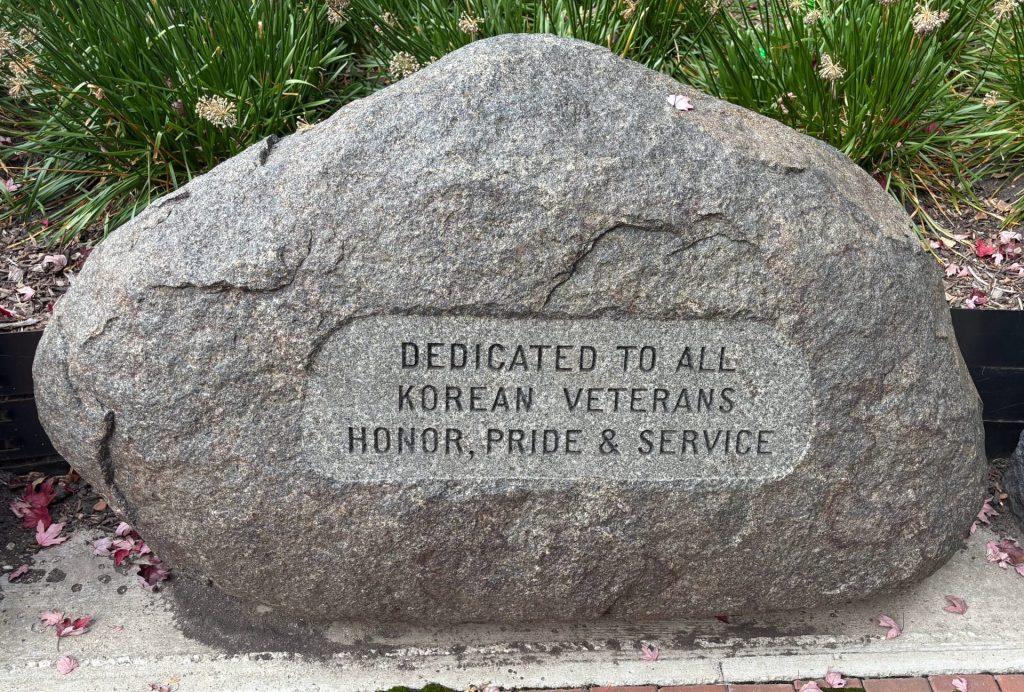 DEDICATED TO ALL
KOREAN VETERANS
HONOR, PRIDE & SERVICE